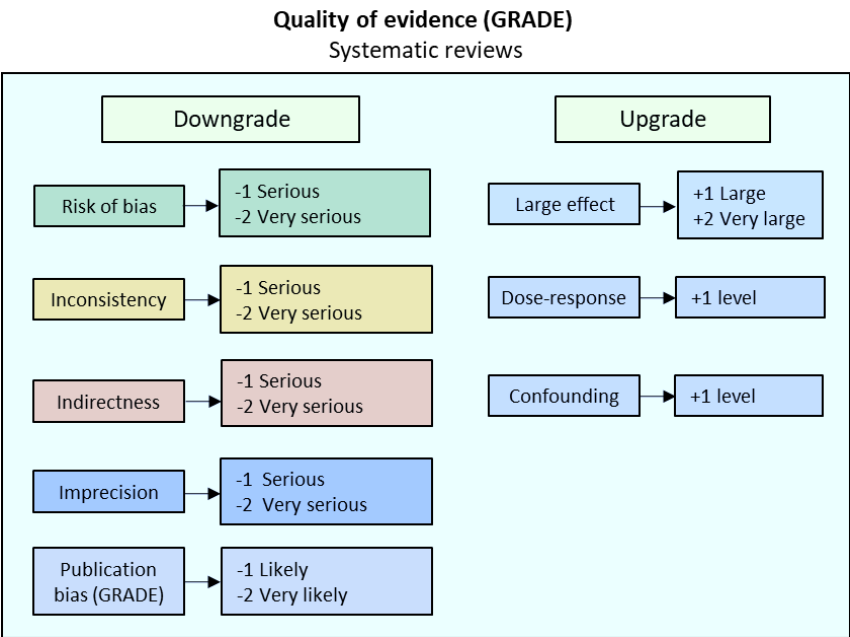 Quality of evidence (GRADE)
Systematic reviews
Downgrade
Risk of bias
-1 Serious
-2 Very serious
Inconsistency
-1 Serious
-2 Very serious
Indirectness
-1 Serious
-2 Very serious
Imprecision
-1 Serious
-2 Very serious
Publication
bias (GRADE)
-1 Likely
-2 Very likely
Upgrade
Large effect
+1 Large
+2 Very large
Dose-response
+1 level
Confounding
+1 level